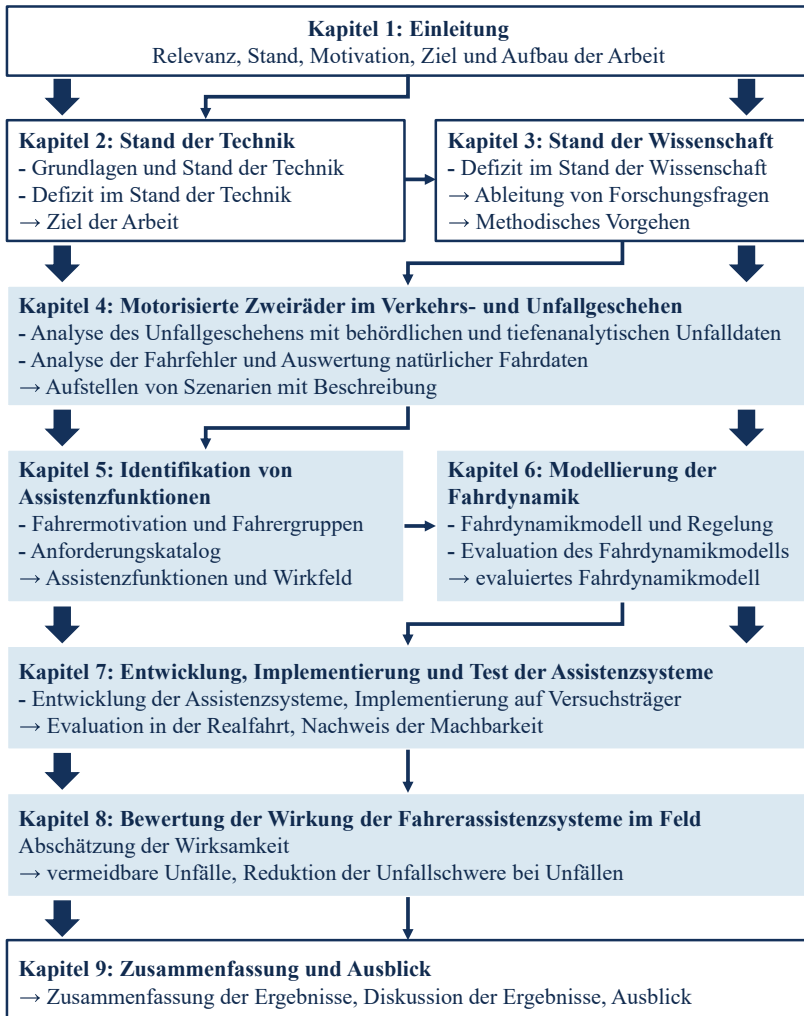 Kapitel 1: Einleitung
Relevanz, Stand, Motivation, Ziel und Aufbau der Arbeit
Kapitel 2: Stand der Technik
- Grundlagen und Stand der Technik
- Defizit im Stand der Technik
→ Ziel der Arbeit
Kapitel 3: Stand der Wissenschaft
- Defizit im Stand der Wissenschaft
→ Ableitung von Forschungsfragen
→ Methodisches Vorgehen
Kapitel 4: Motorisierte Zweiräder im Verkehrs- und Unfallgeschehen
- Analyse des Unfallgeschehens mit behördlichen und tiefenanalytischen Unfalldaten
- Analyse der Fahrfehler und Auswertung natürlicher Fahrdaten
→ Aufstellen von Szenarien mit Beschreibung
Kapitel 5: Identifikation von
Assistenzfunktionen
- Fahrermotivation und Fahrergruppen
- Anforderungskatalog
→ Assistenzfunktionen und Wirkfeld
Kapitel 6: Modellierung der
Fahrdynamik
- Fahrdynamikmodell und Regelung
- Evaluation des Fahrdynamikmodells
→ evaluiertes Fahrdynamikmodell
Kapitel 7: Entwicklung, Implementierung und Test der Assistenzsysteme
- Entwicklung der Assistenzsysteme, Implementierung auf Versuchsträger
→ Evaluation in der Realfahrt, Nachweis der Machbarkeit
Kapitel 8: Bewertung der Wirkung der Fahrerassistenzsysteme im Feld
Abschätzung der Wirksamkeit
→ vermeidbare Unfälle, Reduktion der Unfallschwere bei Unfällen
Kapitel 9: Zusammenfassung und Ausblick
→ Zusammenfassung der Ergebnisse, Diskussion der Ergebnisse, Ausblick